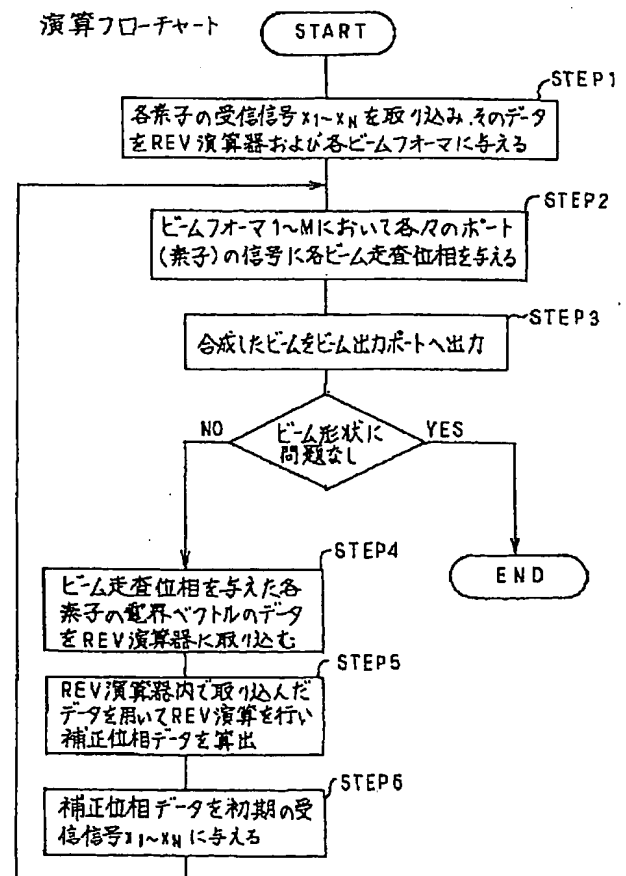 演算フローチャート
START
STEP1
各素子の受信信号x1~xNを取り込み、そのデータ
をREV演算器および各ビームフォーマに与える
STEP2
ビームフォーマ1~Mにおいて各々のポート
(素子)の信号に各ビーム走査位相を与える
STEP3
合成したビームをビーム出力ポートへ出力
NO
ビーム形状に
問題なし
YES
STEP4
ビーム走査位相を与えた各
素子の電界ベクトルのデータ
をREV演算器に取り込む
END
STEP5
REV演算器内で取り込んだ
データを用いてREV演算を行い
補正位相データを算出
STEP6
補正位相データを初期の受
信信号x1~xNに与える